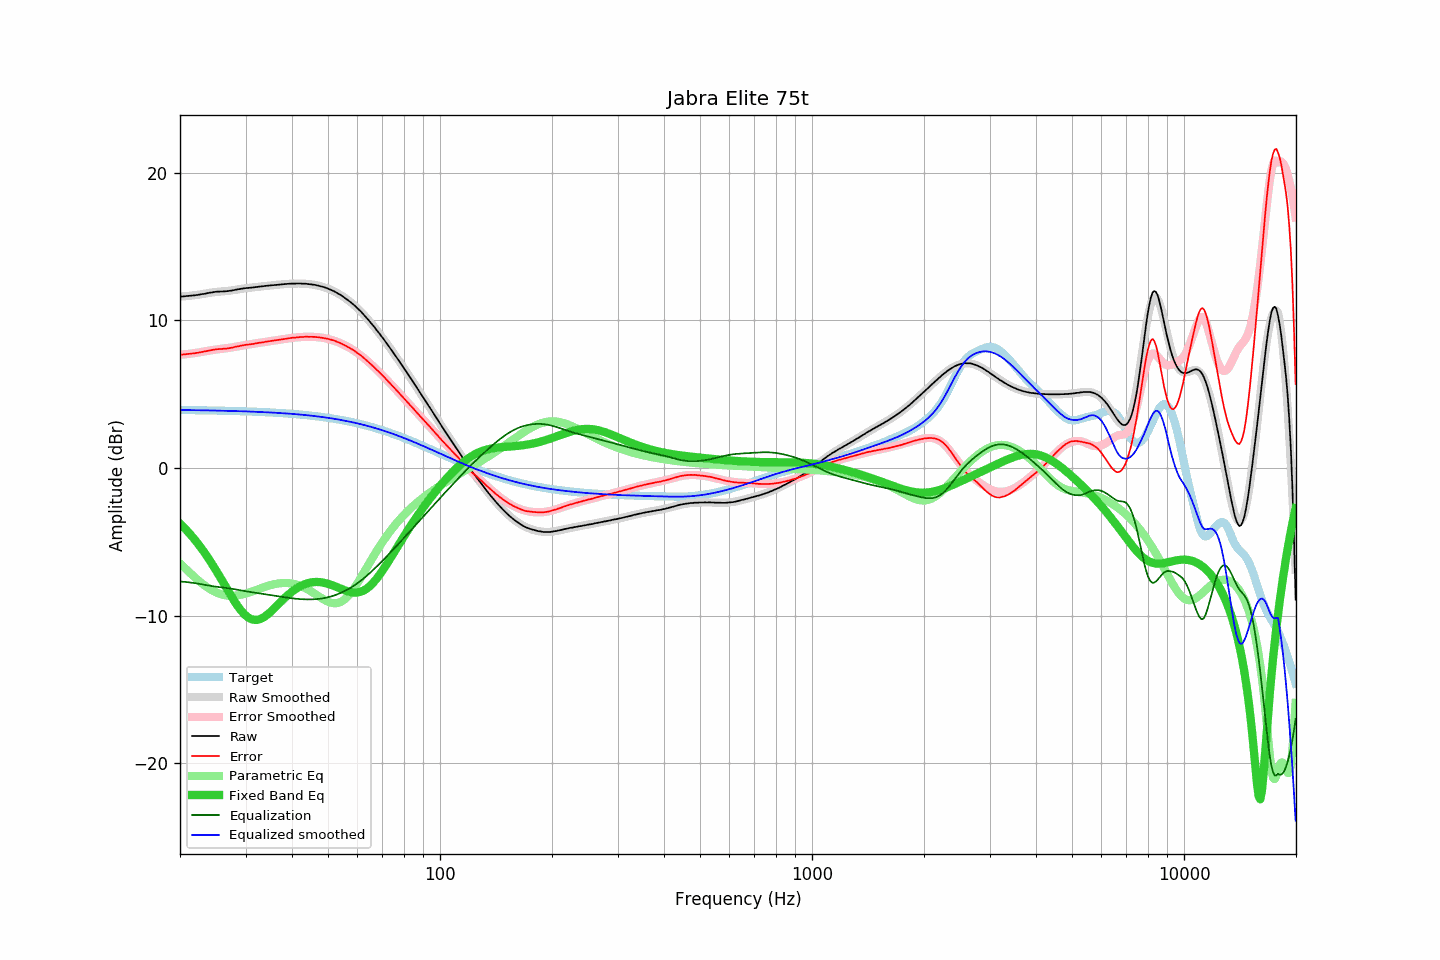 Jabra Elite 75t
20
10
0
−10
−20
Amplitude (dBr)
Target
Raw Smoothed
Error Smoothed
Raw
Error
Parametric Eq
Fixed Band Eq
Equalization
Equalized smoothed
100
1000
10000
Frequency (Hz)